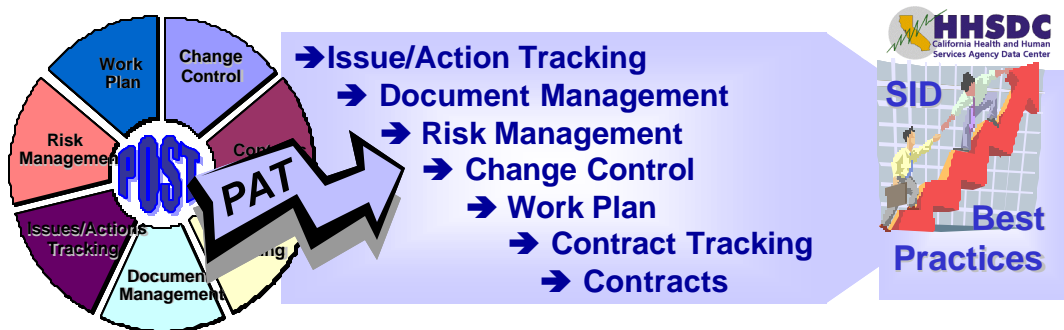 Work
Plan
Change
Control
Risk
Management
POST
Issues/Actions
Tracking
Document
Management
PAT
➔Issue/Action Tracking
➔ Document Management
➔ Risk Management
➔ Change Control
➔ Work Plan
➔ Contract Tracking
➔ Contracts
HHSDC
California Health and Human
Services Agency Data Center
SID
Best
Practices